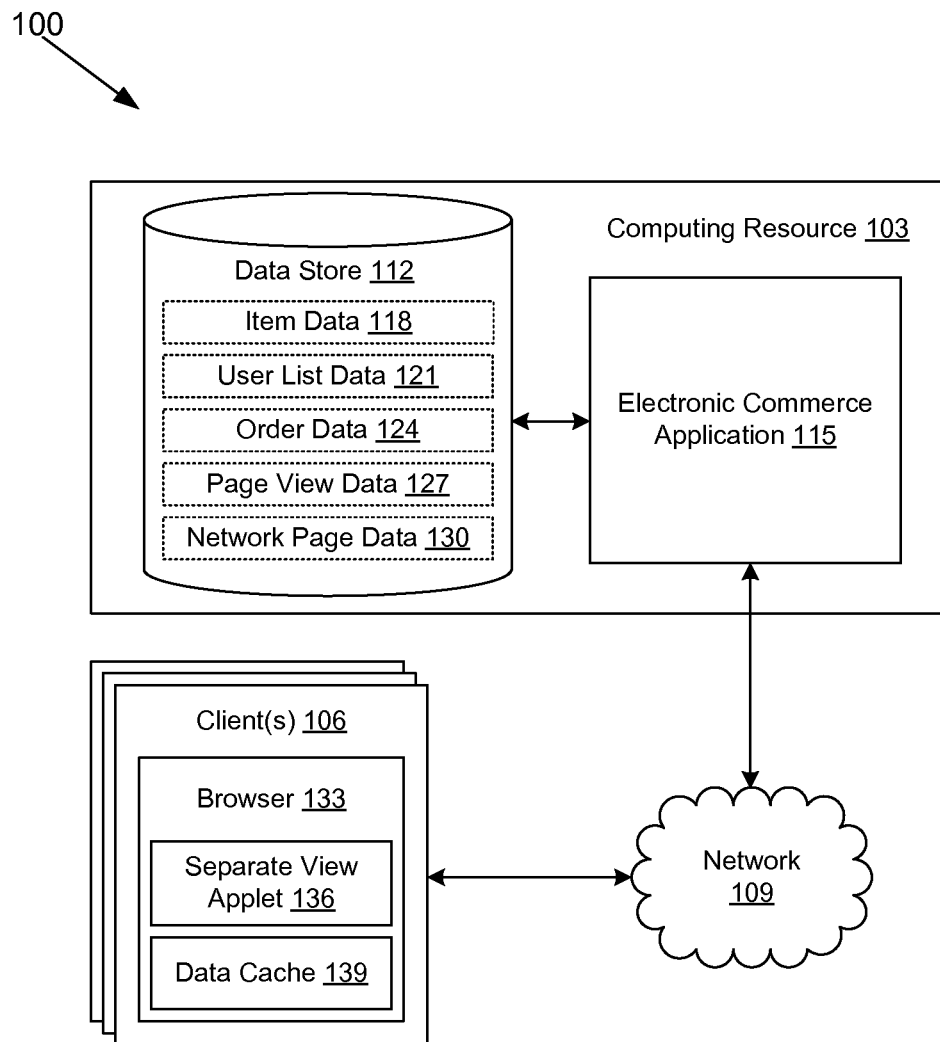 100
Computing Resource 103
Data Store 112
Item Data 118
User List Data 121
Order Data 124
Page View Data 127
Network Page Data 130
Electronic Commerce
Application 115
Client(s) 106
Browser 133
Separate View
Applet 136
Data Cache 139
Network
109